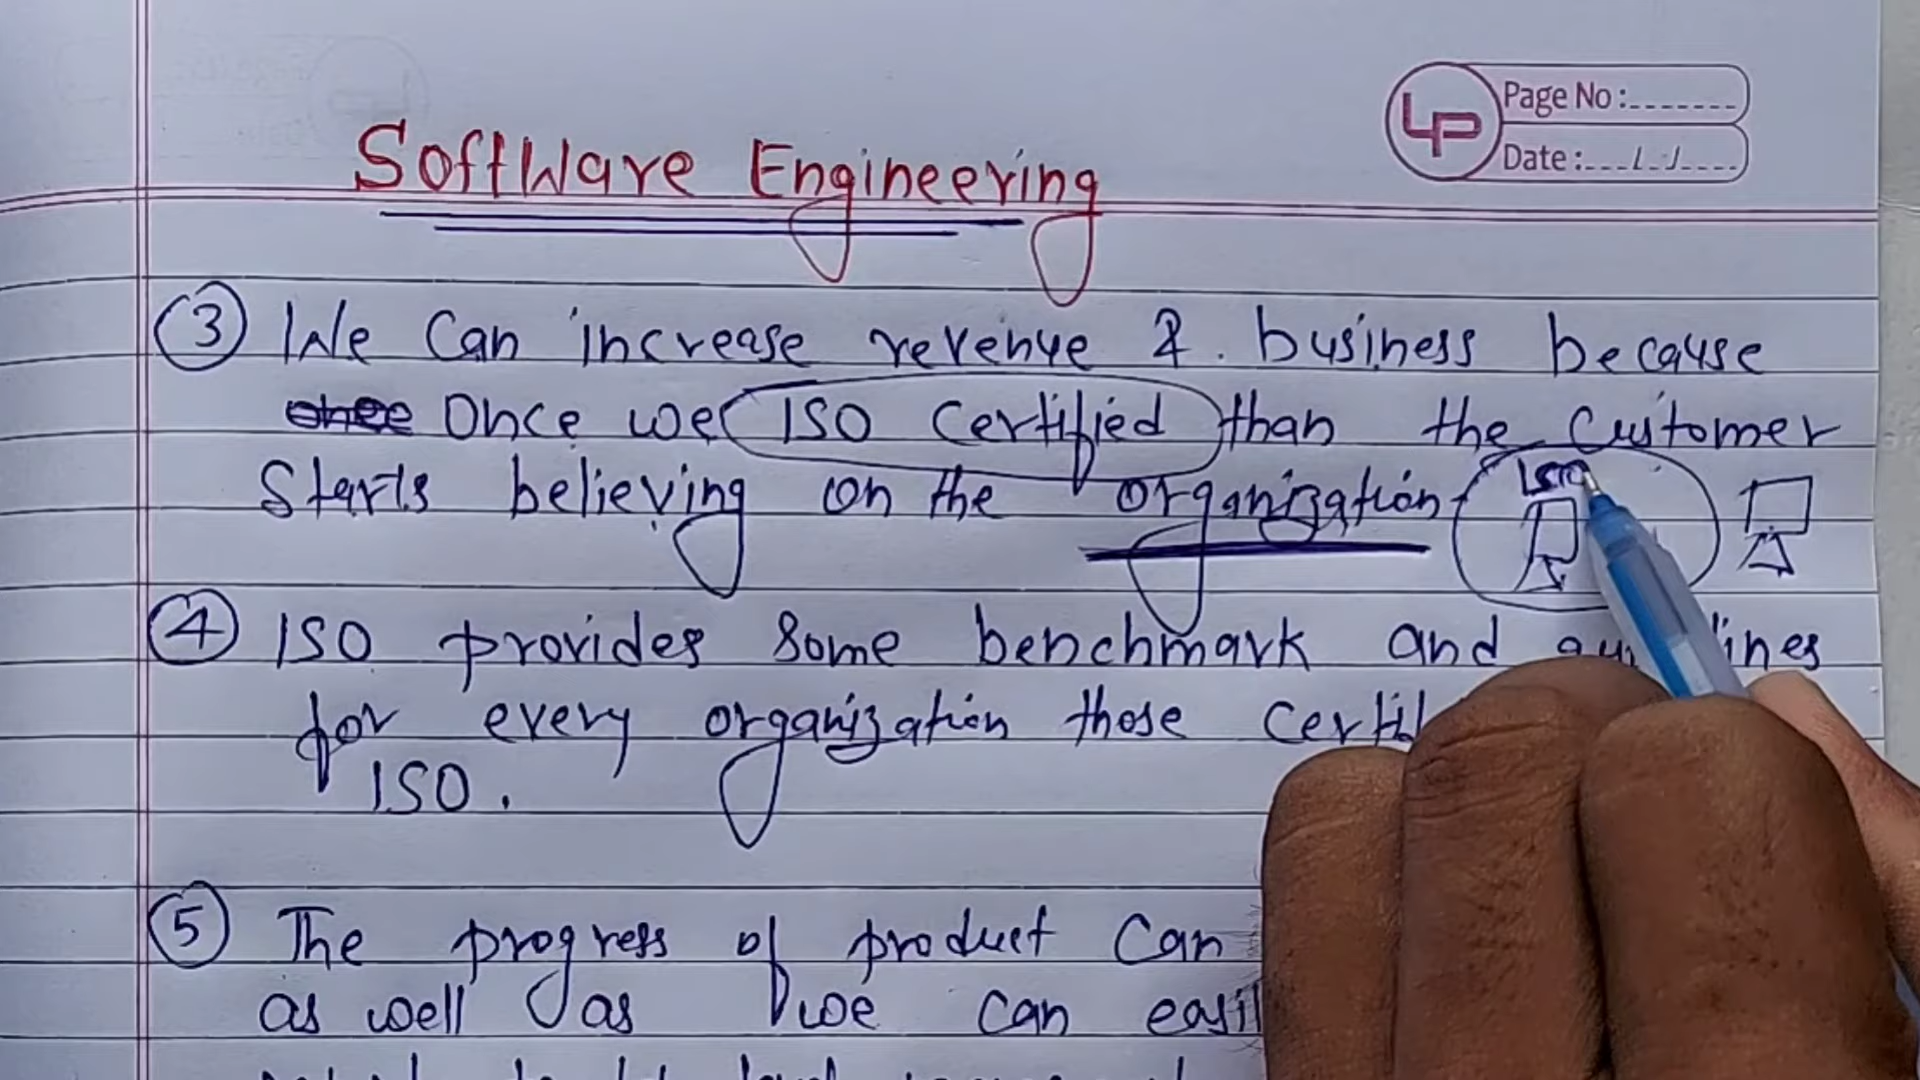 LP
Page No :
Date :
Software Engineering
③ We Can increase revenue & business because
Once we ISO Certified than the Customer
Starts believing on the organization
ISO
④ ISO provides some benchmark and
for every organization those
ISO.
⑤ The progress of product can
as well as we can